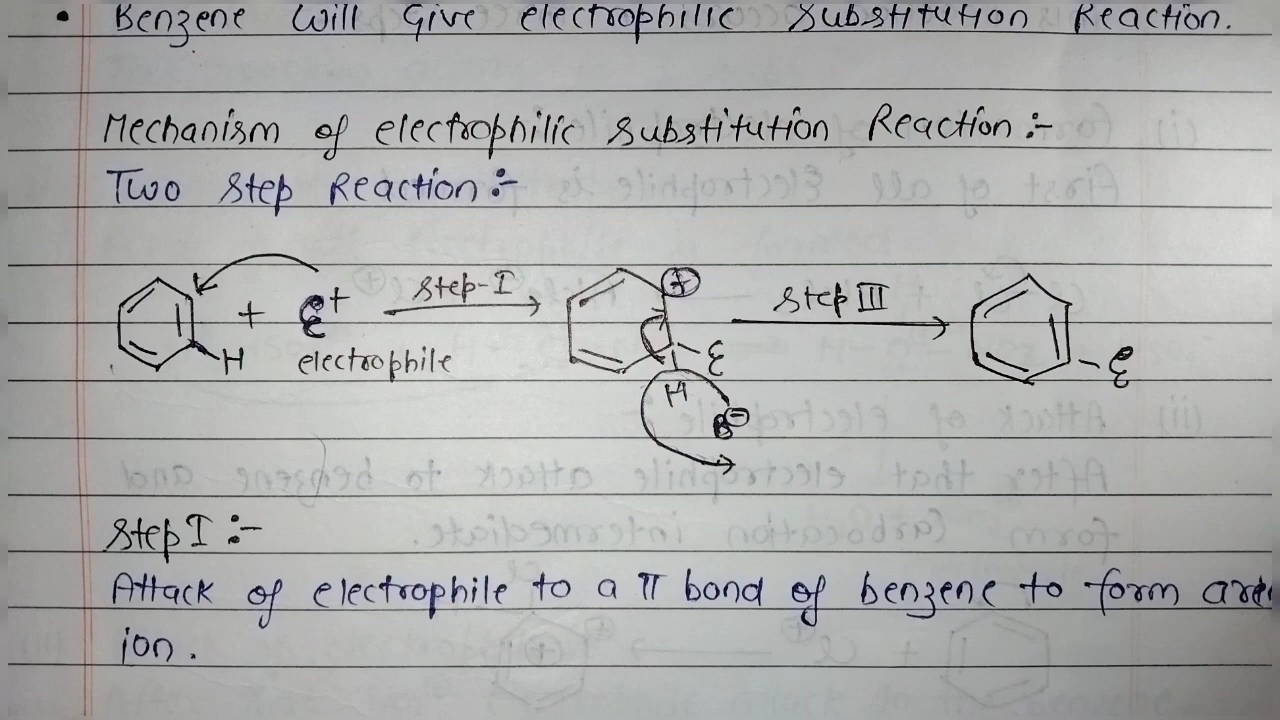 • Benzene will Give electrophilic Substitution Reaction.
Mechanism of electrophilic Substitution Reaction :-
Two Step Reaction :-
H + E+ Step-I + E H B⊖ Step III E
electrophile
Step I :-
Attack of electrophile to a π bond of benzene to form
ion.